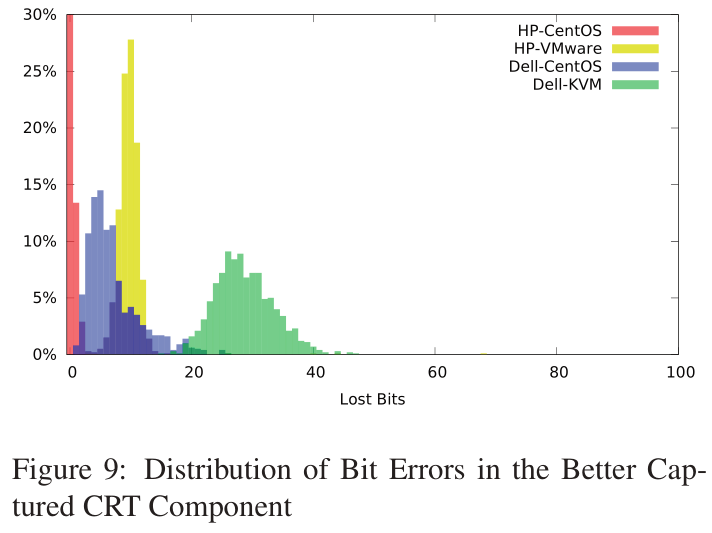 30%
25%
20%
15%
10%
5%
0%
0 20 40 60 80 100
Lost Bits
HP-CentOS
HP-VMware
Dell-CentOS
Dell-KVM
Figure 9: Distribution of Bit Errors in the Better Cap-
tured CRT Component